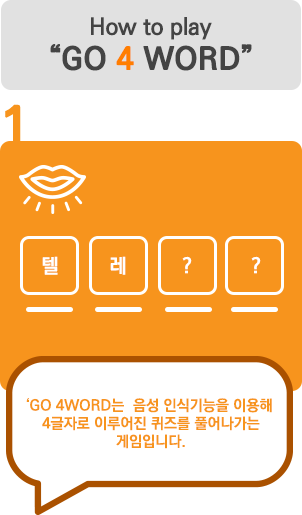 How to play
“GO 4 WORD”
1
텔 레 ? ?
‘GO 4WORD는 음성 인식기능을 이용해
4글자로 이루어진 퀴즈를 풀어나가는
게임입니다.